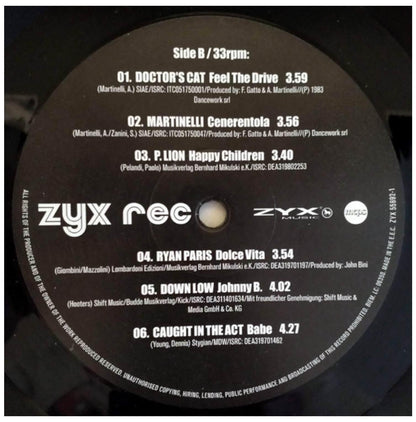 Side B / 33rpm:
01. DOCTOR'S CAT Feel The Drive 3.59
(Martinelli, A.) SIAE/ISRC: ITC051750001/Produced by: F. Gatto & A. Martinelli//(P) 1983
Dancework srl
02. MARTINELLI Cenerentola 3.56
(Martinelli, A./Zanini, S.) SIAE/ISRC: ITC051750047/Produced by: F. Gatto & A. Martinelli/(P) Dancework srl
03. P. LION Happy Children 3.40
(Pelandi, Paolo) Musikverlag Bernhard Mikulski e.K./ISRC: DEA319802253
zyx rec
ZYX
MUSIC
04. RYAN PARIS Dolce Vita 3.54
(Giombini/Mazzolini) Lombardoni Edizioni/Musikverlag Bernhard Mikulski e.K./ISRC: DEA319701197/Produced by: John Bini
05. DOWN LOW Johnny B. 4.02
(Hooters) Shift Music/Budde Musikverlag/Kick/ISRC: DEA311401634/Mit freundlicher Genehmigung: Shift Music &
Media GmbH & Co. KG
06. CAUGHT IN THE ACT Babe 4.27
(Young, Dennis) Stygian/MDW/ISRC: DEA319701462
ALL RIGHTS OF THE PRODUCER AND OF THE OWNER OF THE WORK REPRODUCED RESERVED. UNAUTHORISED COPYING, HIRING, LENDING, PUBLIC PERFORMANCE AND BROADCASTING OF THIS RECORD PROHIBITED. BIEM. LC: 06350. MADE IN THE E.E.C. ZYX 55901-1